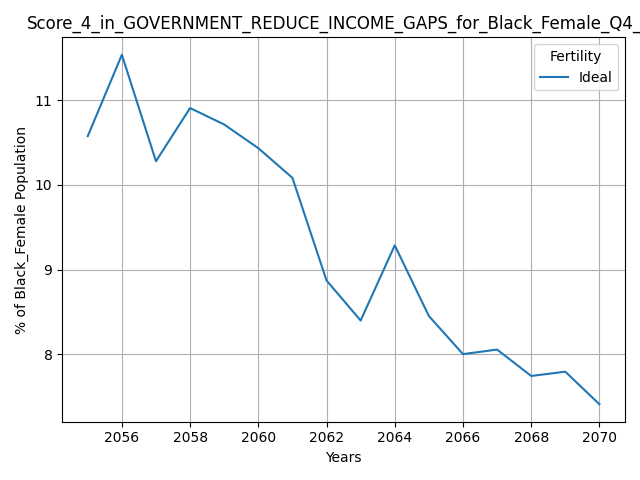 Score_4_in_GOVERNMENT_REDUCE_INCOME_GAPS_for_Black_Female_Q4_
Fertility
Ideal
% of Black_Female Population
11
10
9
8
2056 2058 2060 2062 2064 2066 2068 2070
Years